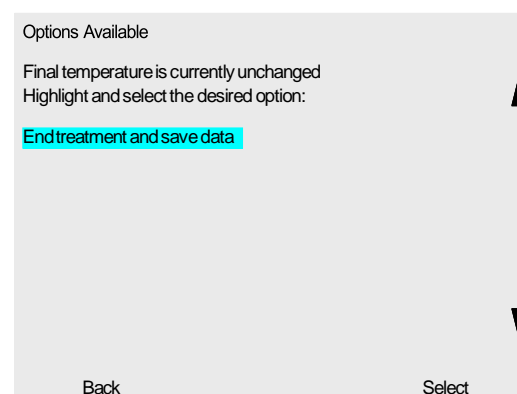 Options Available
Final temperature is currently unchanged
Highlight and select the desired option:
End treatment and save data
Back Select